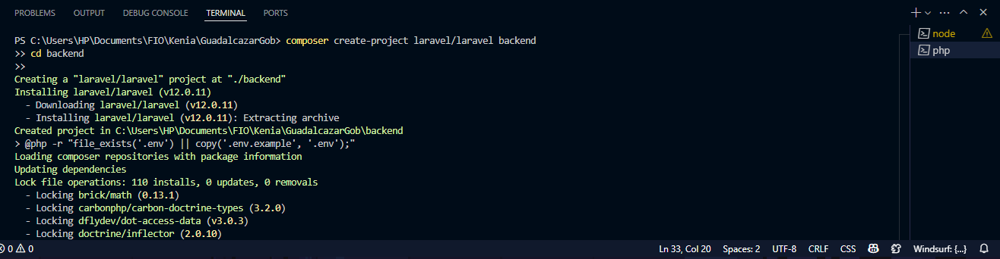 PROBLEMS OUTPUT DEBUG CONSOLE TERMINAL PORTS
PS C:\Users\HP\Documents\FIO\Kenia\GuadalcazarGob> composer create-project laravel/laravel backend
>> cd backend
>>
Creating a "laravel/laravel" project at "./backend"
Installing laravel/laravel (v12.0.11)
- Downloading laravel/laravel (v12.0.11)
- Installing laravel/laravel (v12.0.11): Extracting archive
Created project in C:\Users\HP\Documents\FIO\Kenia\GuadalcazarGob\backend
> @php -r "file_exists('.env') || copy('.env.example', '.env');"
Loading composer repositories with package information
Updating dependencies
Lock file operations: 110 installs, 0 updates, 0 removals
- Locking brick/math (0.13.1)
- Locking carbonphp/carbon-doctrine-types (3.2.0)
- Locking dflydev/dot-access-data (v3.0.3)
- Locking doctrine/inflector (2.0.10)
node
php
0 0 Ln 33, Col 20 Spaces: 2 UTF-8 CRLF CSS Windsurf: {...}